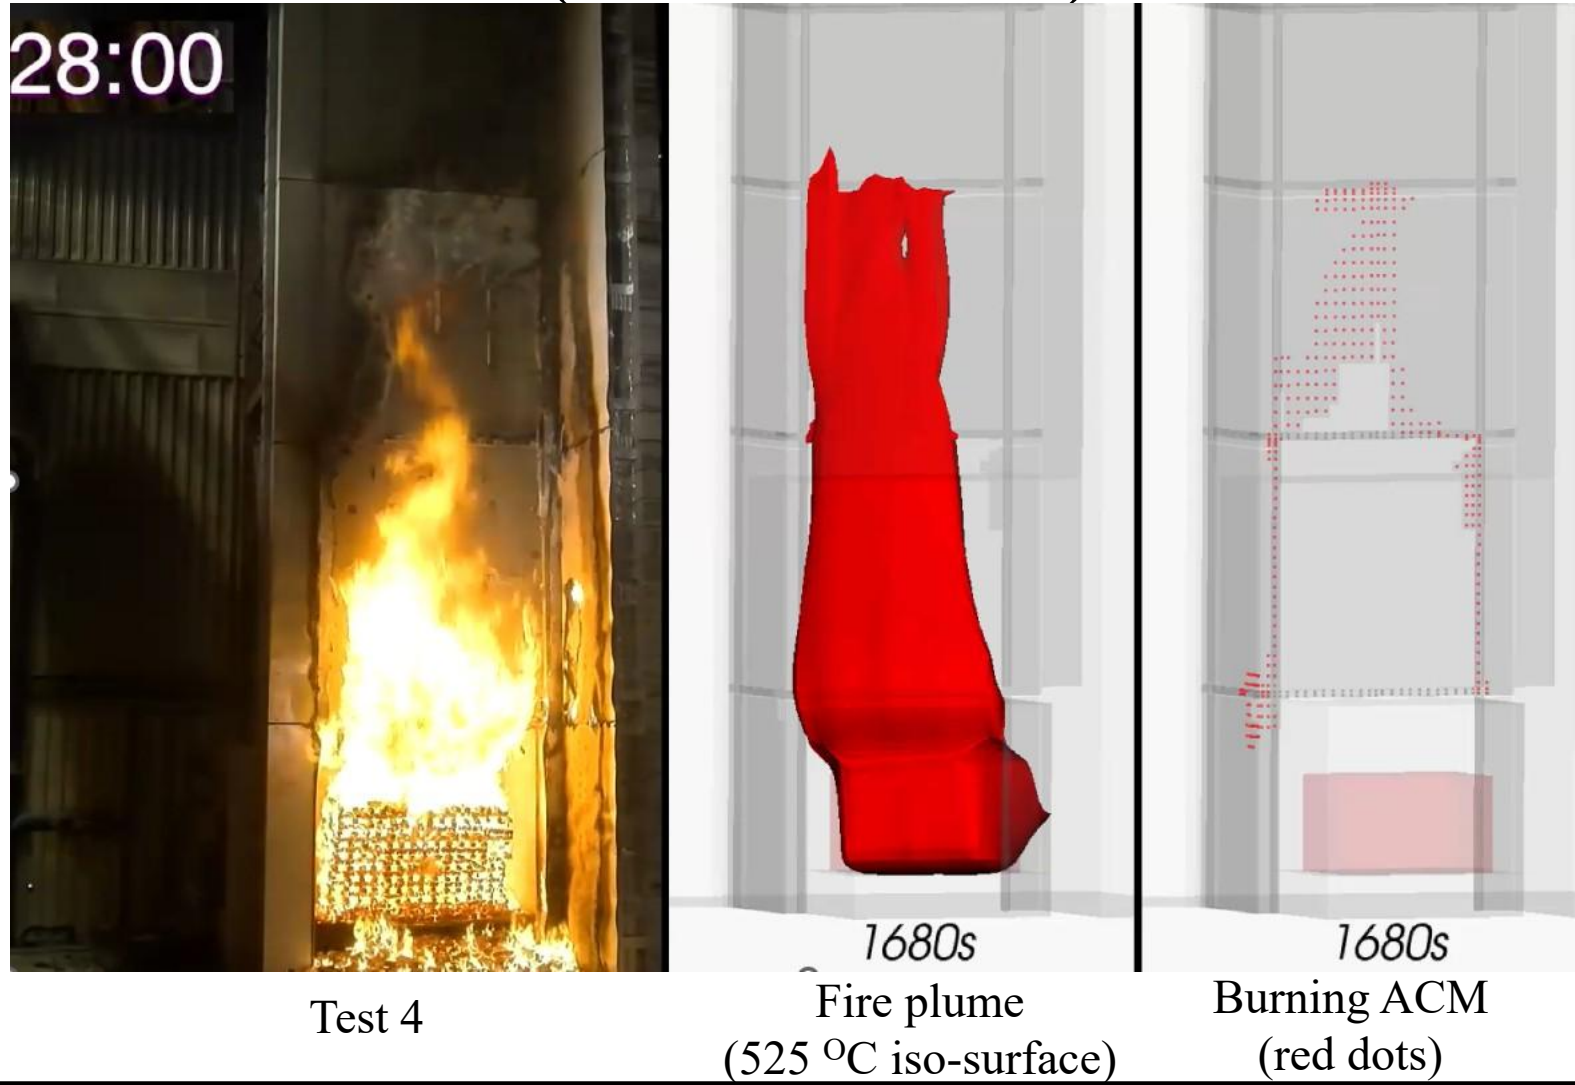 28:00
1680s
1680s
Test 4
Fire plume
(525 ᴼC iso-surface)
Burning ACM
(red dots)